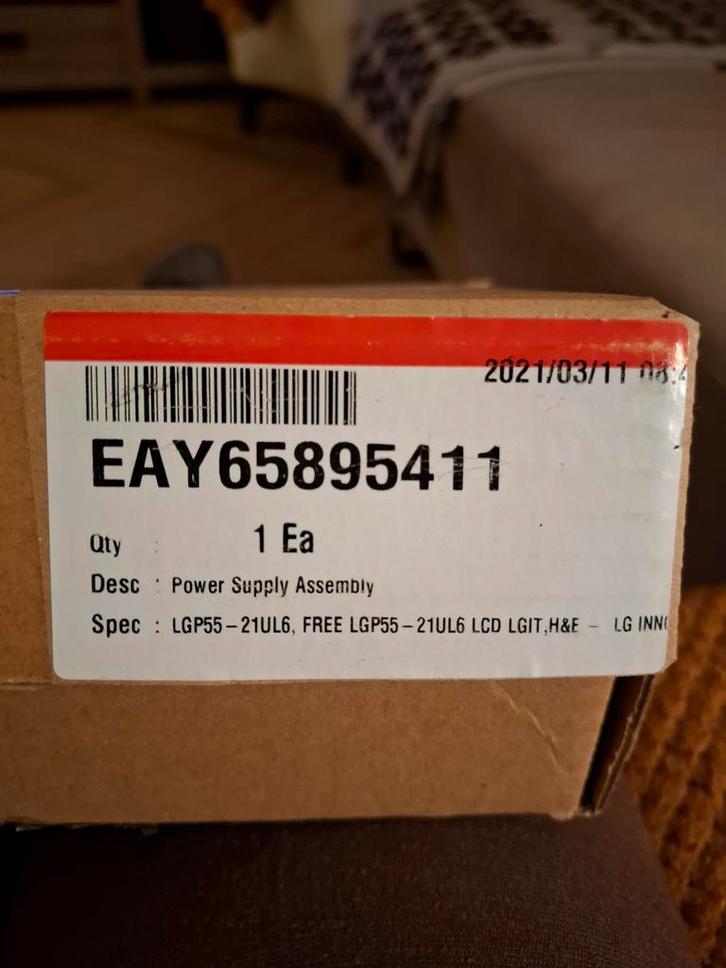 2021/03/11
EAY65895411
Qty : 1 Ea
Desc : Power Supply Assembly
Spec : LGP55-21UL6, FREE LGP55-21UL6 LCD LGIT,H&E - LG